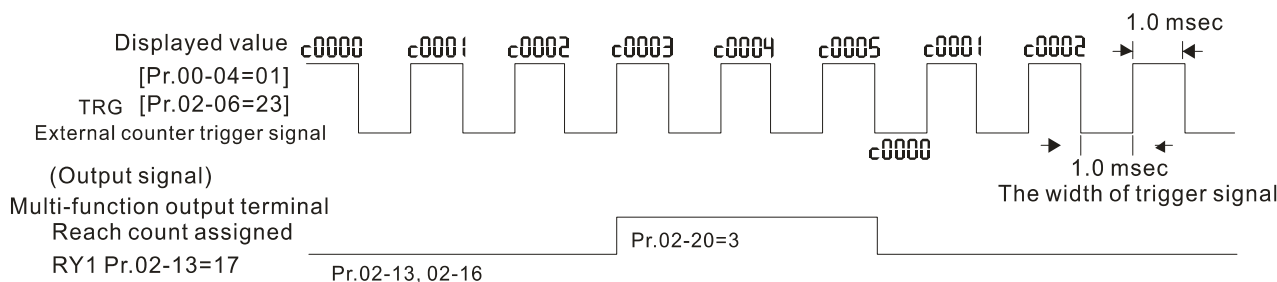 1.0 msec
Displayed value c0000 c0001 c0002 c0003 c0004 c0005 c0001 c0002
[Pr.00-04=01]
TRG [Pr.02-06=23]
External counter trigger signal
c0000
1.0 msec
The width of trigger signal
(Output signal)
Multi-function output terminal
Reach count assigned
Pr.02-20=3
RY1 Pr.02-13=17
Pr.02-13, 02-16